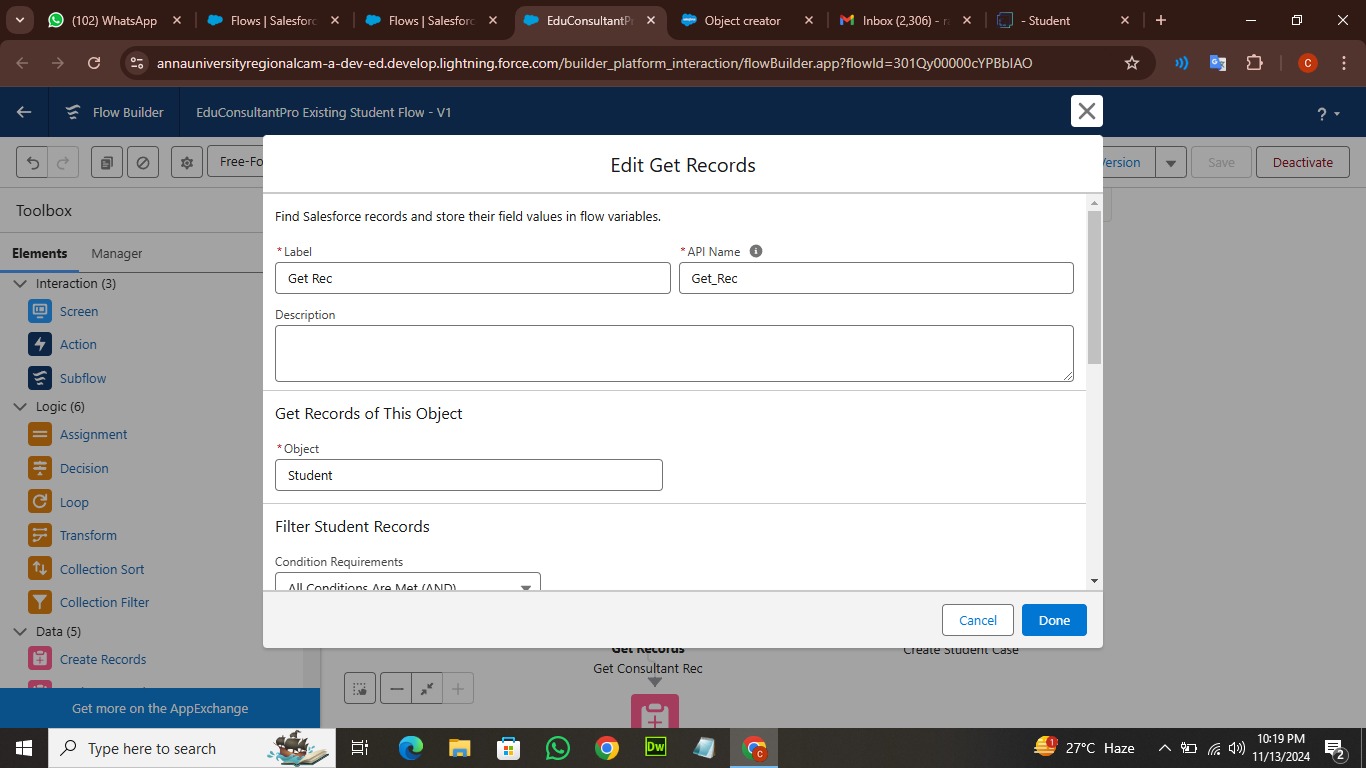 (102) WhatsApp
Flows | Salesforc
Flows | Salesforc
EduConsultantPr
Object creator
Inbox (2,306) - ra
- Student
annauniversityregionalcam-a-dev-ed.develop.lightning.force.com/builder_platform_interaction/flowBuilder.app?flowId=301Qy00000cYPBbIAO
C
Flow Builder
EduConsultantPro Existing Student Flow - V1
?
Free-Fo
Version
Save
Deactivate
Edit Get Records
Toolbox
Find Salesforce records and store their field values in flow variables.
Elements
Manager
* Label
* API Name
Get Rec
Get_Rec
Interaction (3)
Screen
Description
Action
Subflow
Logic (6)
Get Records of This Object
Assignment
* Object
Decision
Student
Loop
Filter Student Records
Transform
Condition Requirements
Collection Sort
All Conditions Are Met (AND)
Collection Filter
Cancel
Done
Data (5)
Get Records
Create Student Case
Create Records
Get Consultant Rec
Get more on the AppExchange
Type here to search
Dw
C
1
27°C Haze
10:19 PM
11/13/2024
2